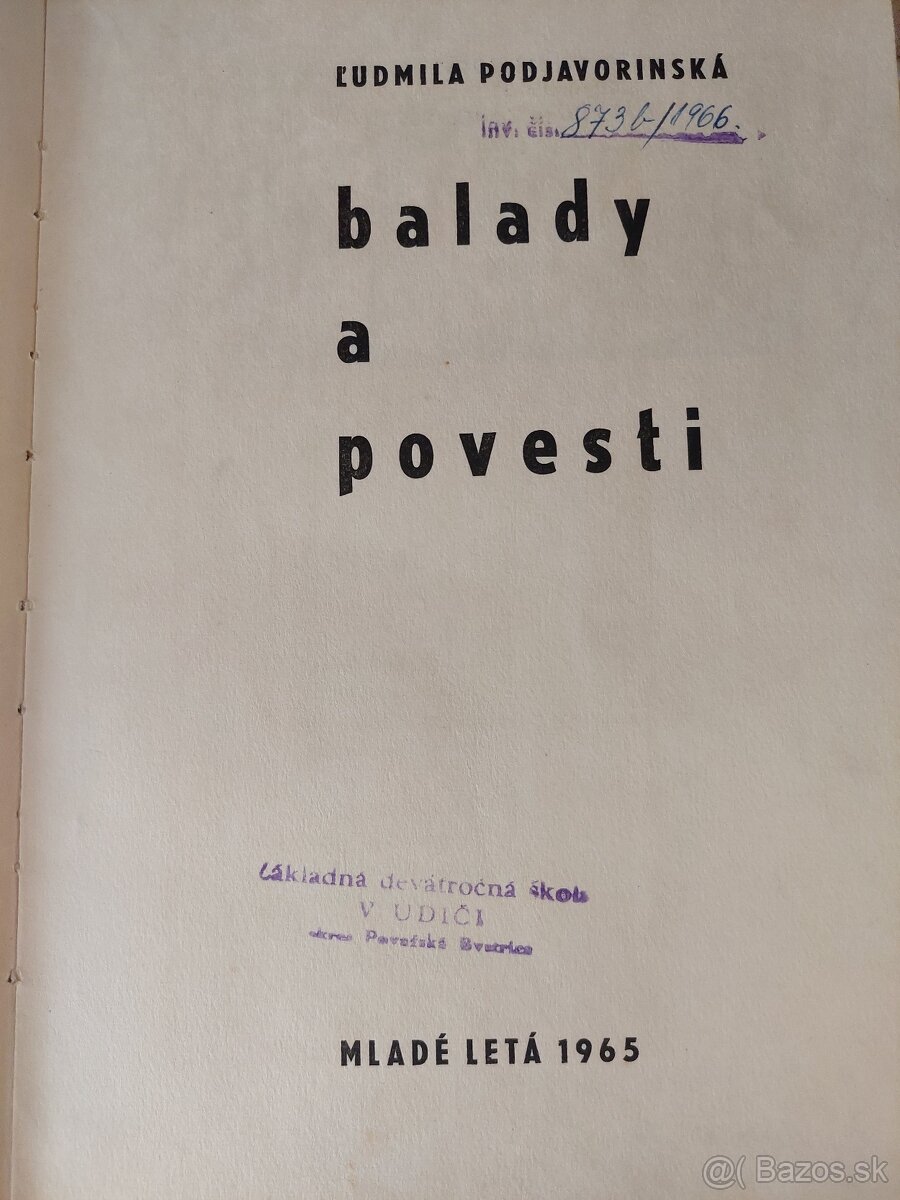 ĽUDMILA PODJAVORINSKÁ
inv. čís. 873b/1966.
balady
a
povesti
Základná deväťročná škola
V UDIČI
okres Považská Bystrica
MLADÉ LETÁ 1965
@( Bazos.sk